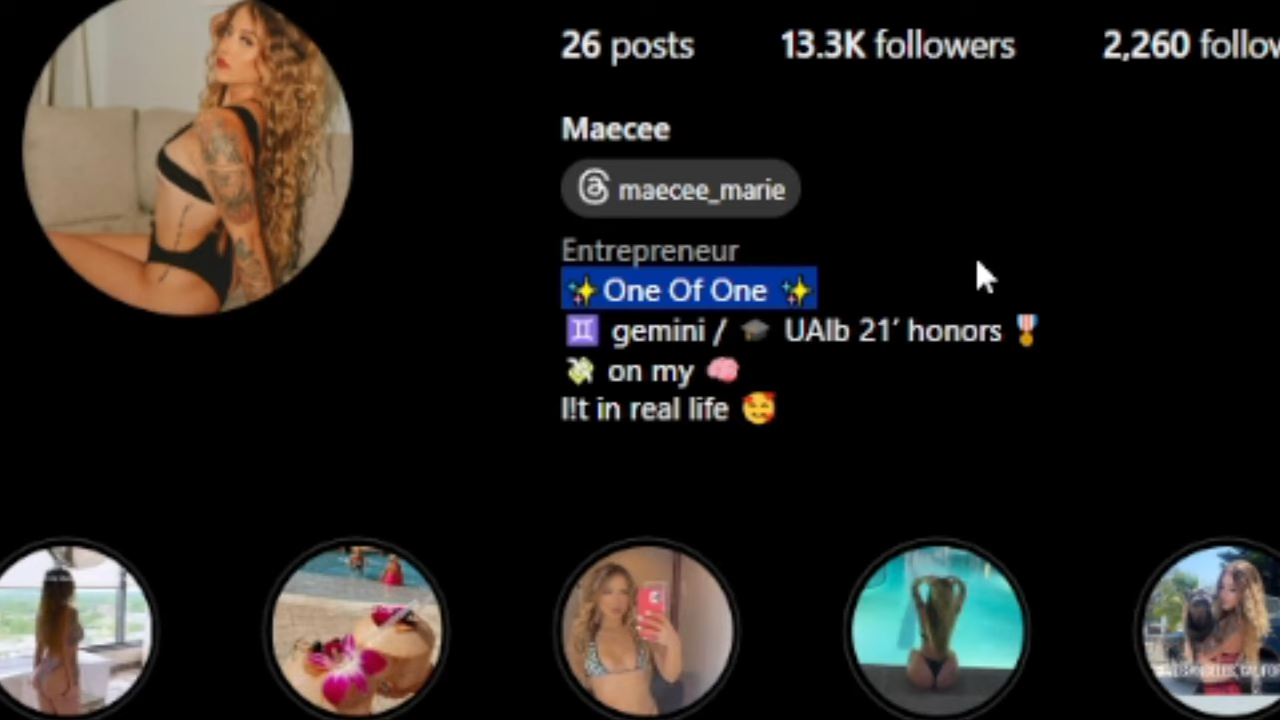 26 posts 13.3K followers 2,260 follow
Maecee
maecee_marie
Entrepreneur
✨ One Of One ✨
♊ gemini / 🎓 UAlb 21’ honors 🎖️
💸 on my 🧠
l!t in real life 🥰